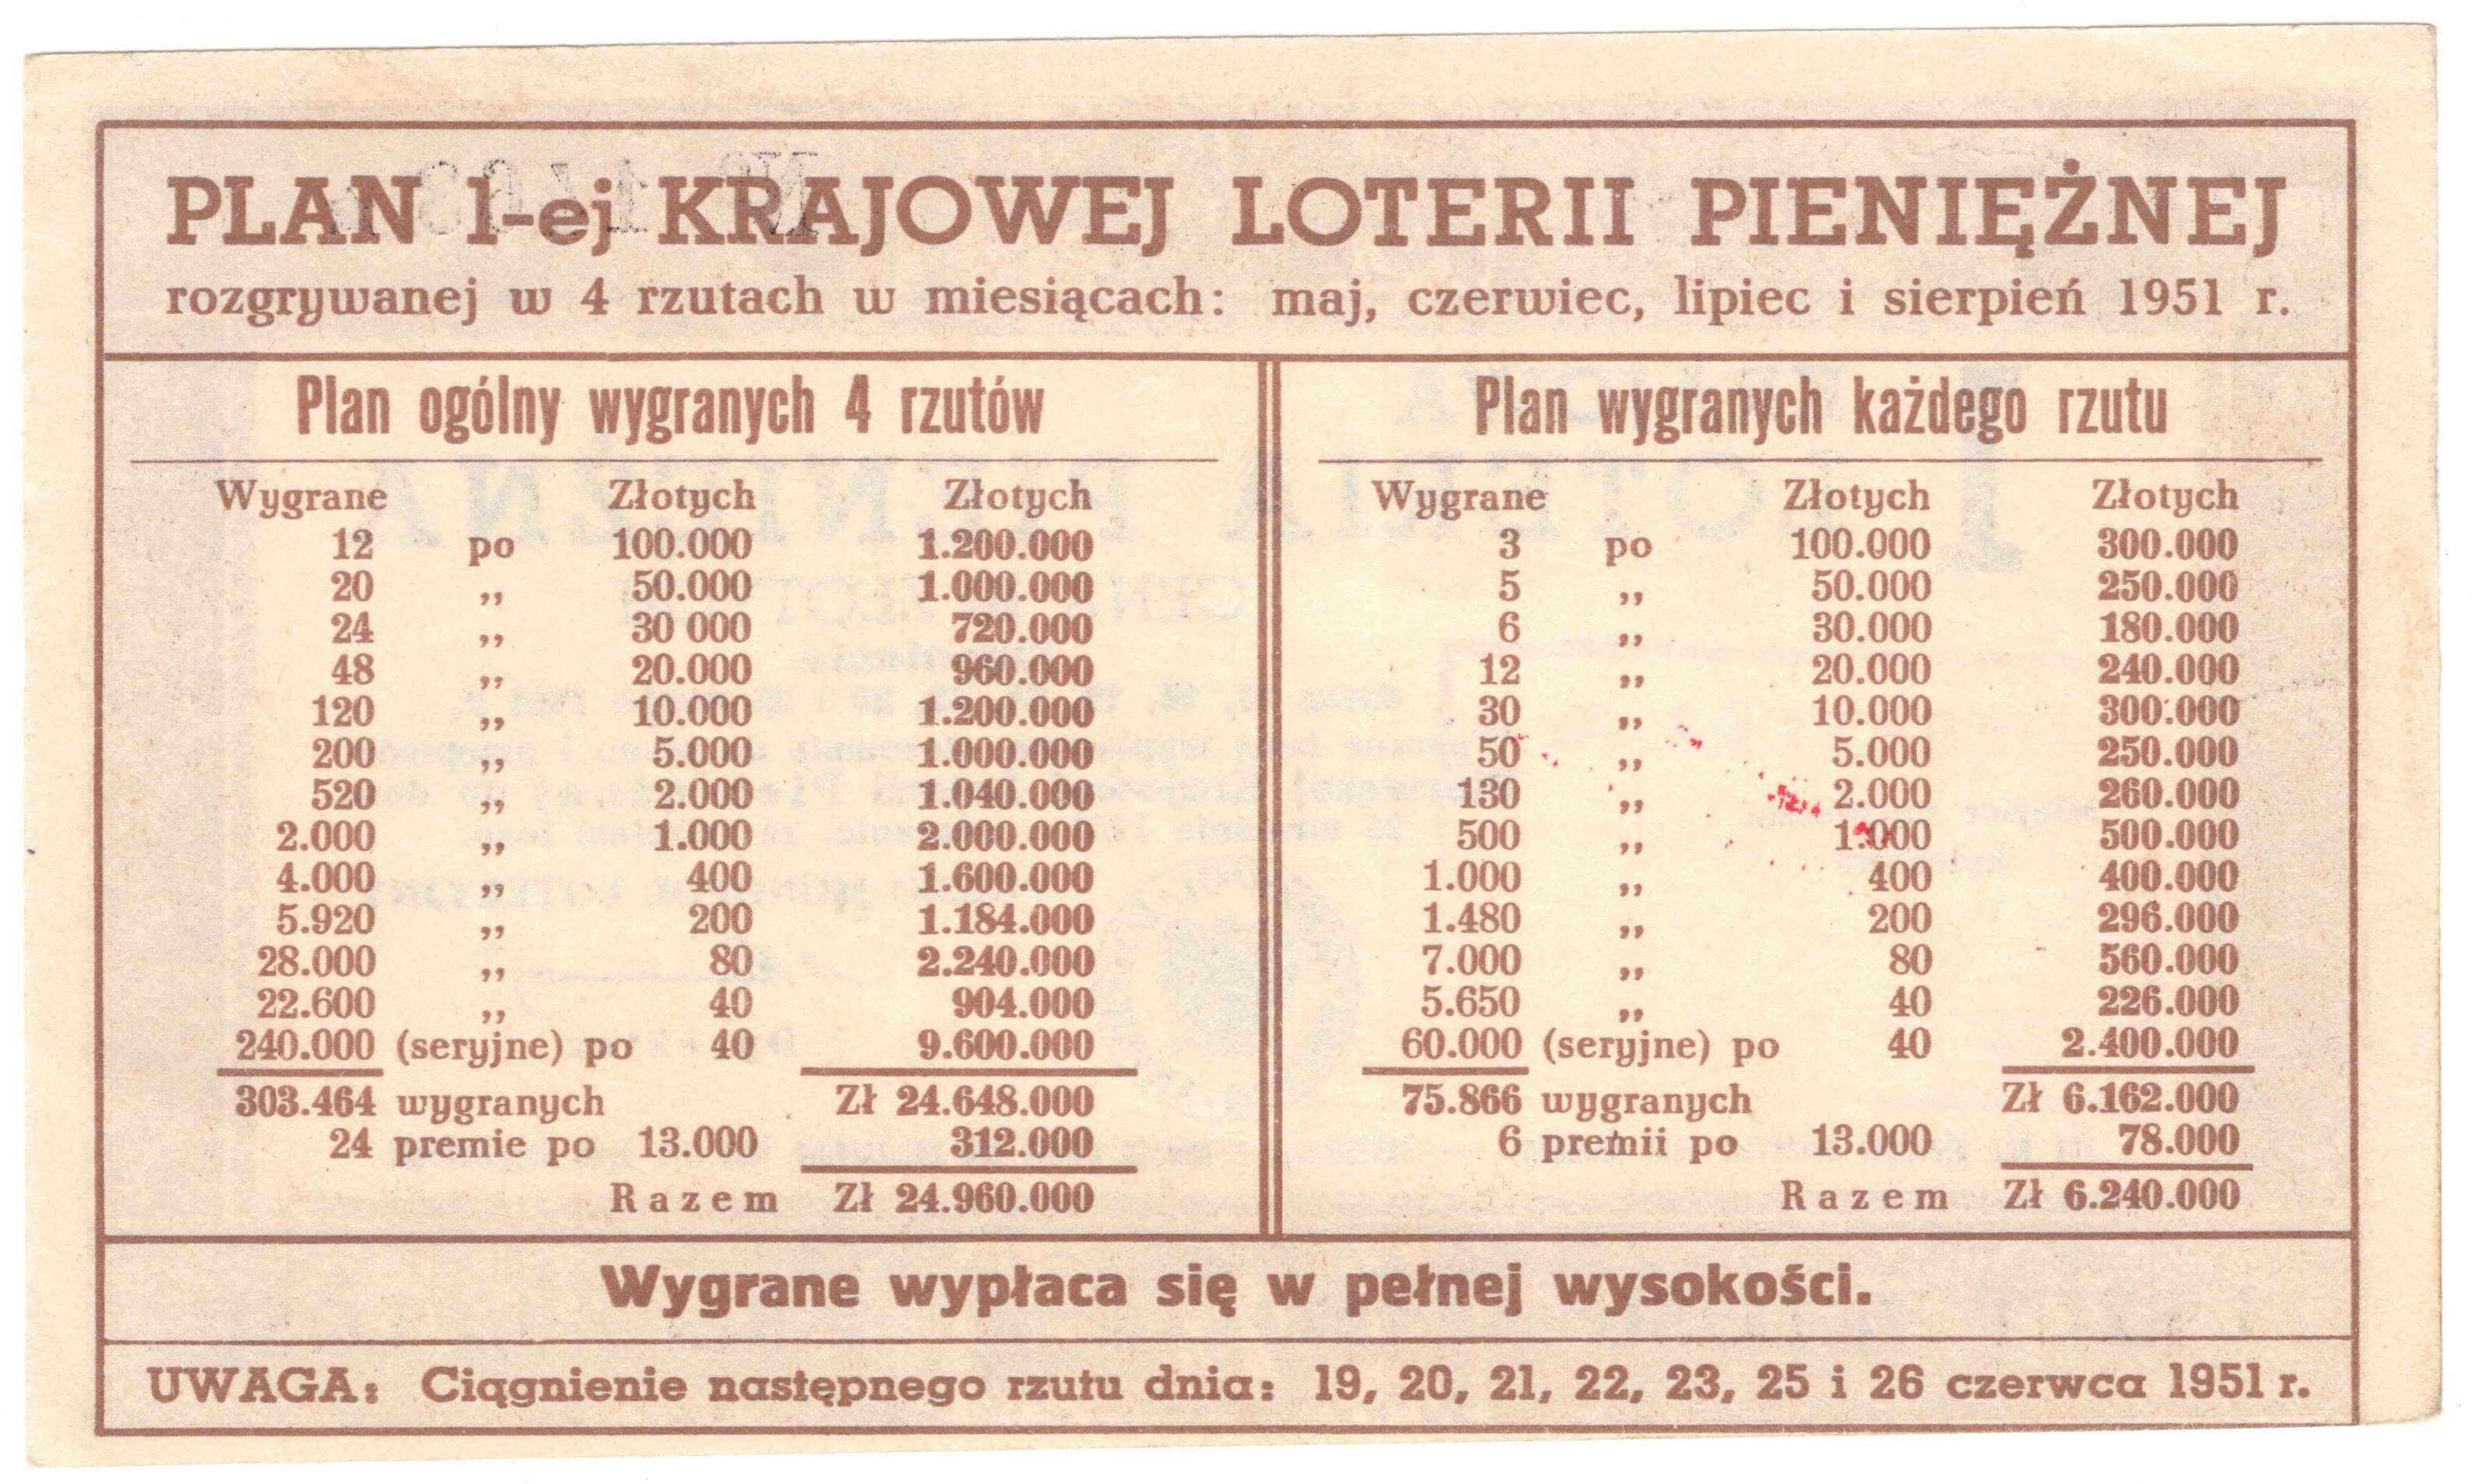 PLAN 1-ej KRAJOWEJ LOTERII PIENIĘŻNEJ
rozgrywanej w 4 rzutach w miesiącach: maj, czerwiec, lipiec i sierpień 1951 r.
Plan ogólny wygranych 4 rzutów
Wygrane Złotych Złotych
12 po 100.000 1.200.000
20 ,, 50.000 1.000.000
24 ,, 30 000 720.000
48 ,, 20.000 960.000
120 ,, 10.000 1.200.000
200 ,, 5.000 1.000.000
520 ,, 2.000 1.040.000
2.000 ,, 1.000 2.000.000
4.000 ,, 400 1.600.000
5.920 ,, 200 1.184.000
28.000 ,, 80 2.240.000
22.600 ,, 40 904.000
240.000 (seryjne) po 40 9.600.000
303.464 wygranych Zł 24.648.000
24 premie po 13.000 312.000
Razem Zł 24.960.000
Plan wygranych każdego rzutu
Wygrane Złotych Złotych
3 po 100.000 300.000
5 ,, 50.000 250.000
6 ,, 30.000 180.000
12 ,, 20.000 240.000
30 ,, 10.000 300.000
50 ,, 5.000 250.000
130 ,, 2.000 260.000
500 ,, 1.000 500.000
1.000 ,, 400 400.000
1.480 ,, 200 296.000
7.000 ,, 80 560.000
5.650 ,, 40 226.000
60.000 (seryjne) po 40 2.400.000
75.866 wygranych Zł 6.162.000
6 premii po 13.000 78.000
Razem Zł 6.240.000
Wygrane wypłaca się w pełnej wysokości.
UWAGA: Ciągnienie następnego rzutu dnia: 19, 20, 21, 22, 23, 25 i 26 czerwca 1951 r.